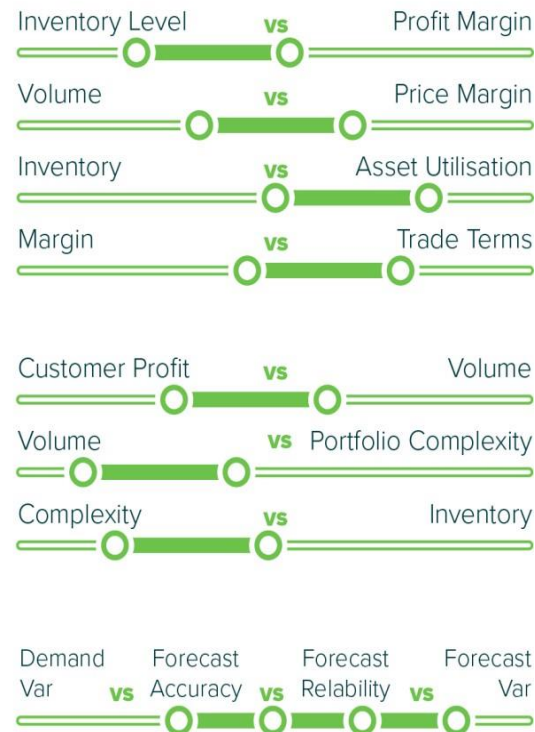 Inventory Level vs Profit Margin
Volume vs Price Margin
Inventory vs Asset Utilisation
Margin vs Trade Terms
Customer Profit vs Volume
Volume vs Portfolio Complexity
Complexity vs Inventory
Demand Forecast Forecast Forecast
Var vs Accuracy vs Relability vs Var